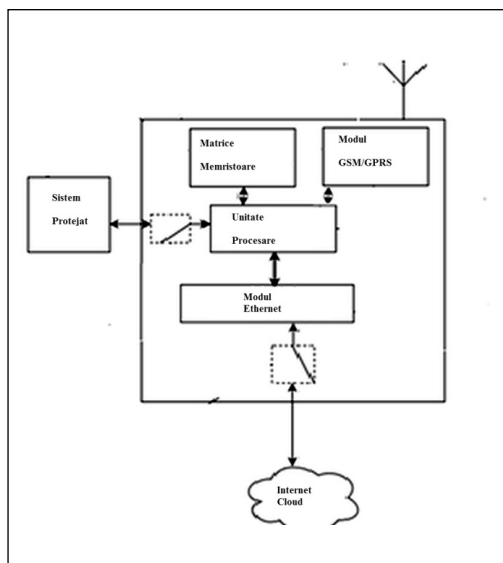 Matrice
Memristoare
Modul
GSM/GPRS
Sistem
Protejat
Unitate
Procesare
Modul
Ethernet
Internet
Cloud